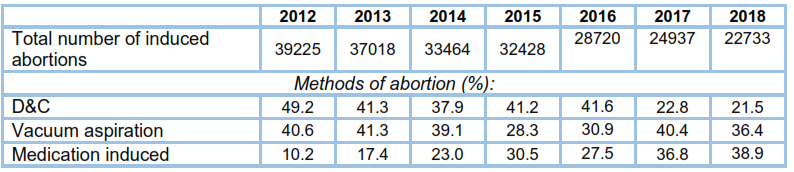 2012 2013 2014 2015 2016 2017 2018
Total number of induced abortions 39225 37018 33464 32428 28720 24937 22733
Methods of abortion (%):
D&C 49.2 41.3 37.9 41.2 41.6 22.8 21.5
Vacuum aspiration 40.6 41.3 39.1 28.3 30.9 40.4 36.4
Medication induced 10.2 17.4 23.0 30.5 27.5 36.8 38.9